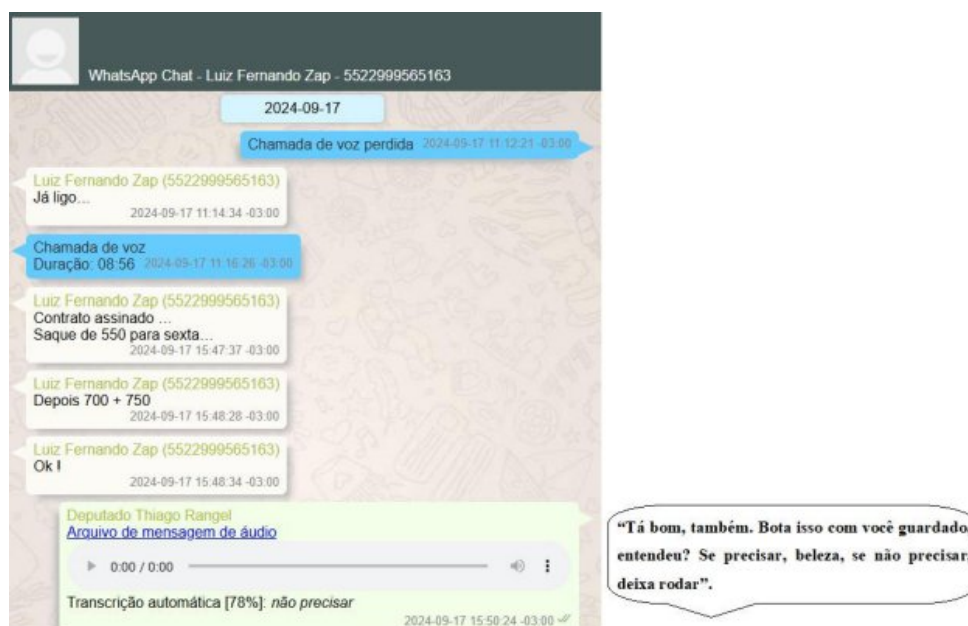 WhatsApp Chat - Luiz Fernando Zap - 5522999565163
2024-09-17
Chamada de voz perdida 2024-09-17 11:12:21 -03:00
Luiz Fernando Zap (5522999565163)
Já ligo...
2024-09-17 11:14:34 -03:00
Chamada de voz
Duração: 08:56 2024-09-17 11:16:26 -03:00
Luiz Fernando Zap (5522999565163)
Contrato assinado ...
Saque de 550 para sexta...
2024-09-17 15:47:37 -03:00
Luiz Fernando Zap (5522999565163)
Depois 700 + 750
2024-09-17 15:48:28 -03:00
Luiz Fernando Zap (5522999565163)
Ok !
2024-09-17 15:48:34 -03:00
Deputado Thiago Rangel
Arquivo de mensagem de áudio
0:00 / 0:00
Transcrição automática [78%]: não precisar
2024-09-17 15:50:24 -03:00
“Tá bom, também. Bota isso com você guardado,
entendeu? Se precisar, beleza, se não precisar,
deixa rodar”.